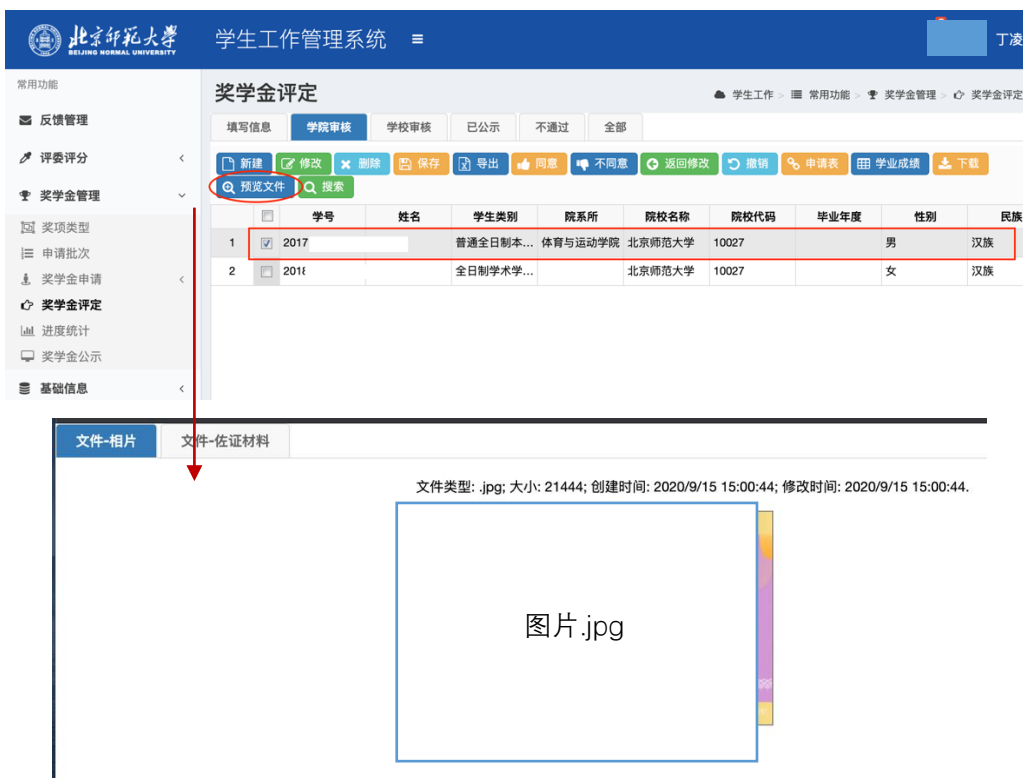 北京师范大学 学生工作管理系统 丁凌
BEIJING NORMAL UNIVERSITY
常用功能
反馈管理
评委评分
奖学金管理
奖项类型
申请批次
奖学金申请
奖学金评定
进度统计
奖学金公示
基础信息
奖学金评定 学生工作 > 常用功能 > 奖学金管理 > 奖学金评定
填写信息 学院审核 学校审核 已公示 不通过 全部
新建 修改 删除 保存 导出 同意 不同意 返回修改 撤销 申请表 学业成绩 下载
预览文件 搜索
学号 姓名 学生类别 院系所 院校名称 院校代码 毕业年度 性别 民族
1 2017 普通全日制本... 体育与运动学院 北京师范大学 10027 男 汉族
2 2018 全日制学术学... 北京师范大学 10027 女 汉族
文件-相片 文件-佐证材料
文件类型: .jpg; 大小: 21444; 创建时间: 2020/9/15 15:00:44; 修改时间: 2020/9/15 15:00:44.
图片.jpg